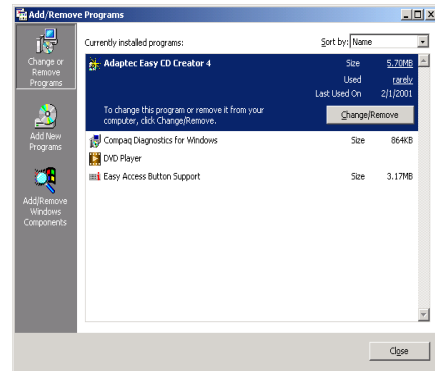 Add/Remove Programs
Change or
Remove
Programs
Add New
Programs
Add/Remove
Windows
Components
Currently installed programs:
Sort by: Name
Adaptec Easy CD Creator 4
Size 5.70MB
Used rarely
Last Used On 2/1/2001
To change this program or remove it from your
computer, click Change/Remove.
Change/Remove
Compaq Diagnostics for Windows Size 864KB
DVD Player
Easy Access Button Support Size 3.17MB
Close